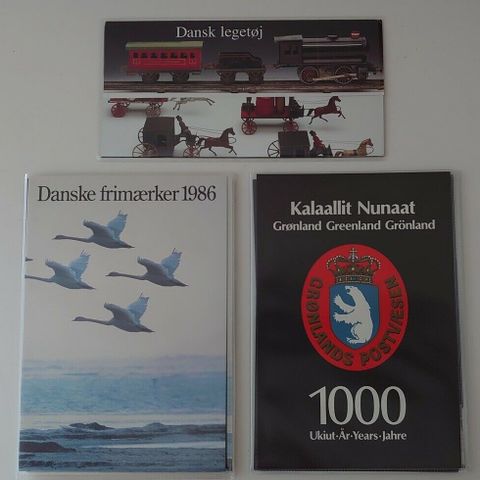 Dansk legetøj
Danske frimærker 1986
Kalaallit Nunaat
Grønland Greenland Grönland
GRØNLANDS POSTVÆSEN
1000
Ukiut·År·Years·Jahre